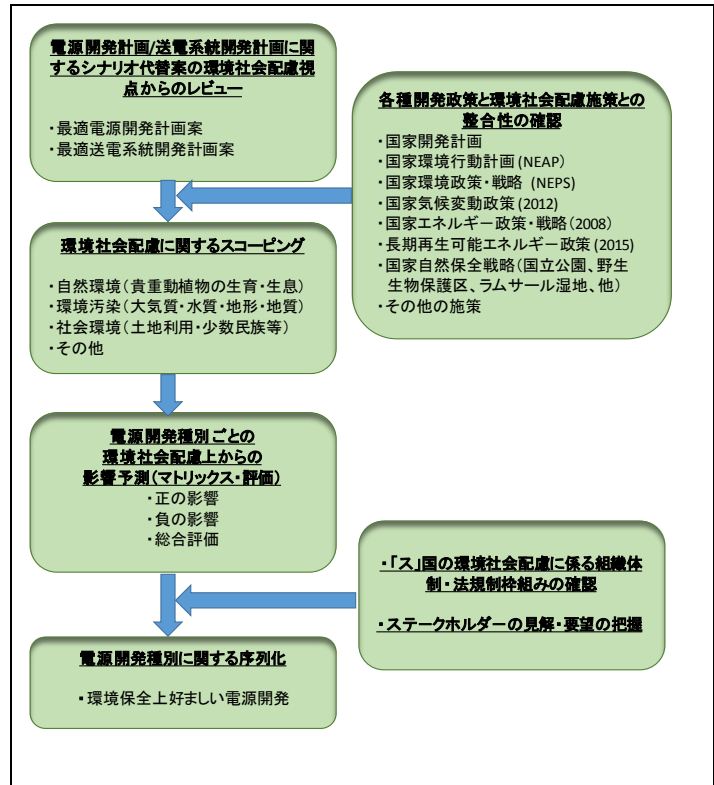 電源開発計画/送電系統開発計画に関
するシナリオ代替案の環境社会配慮視
点からのレビュー
・最適電源開発計画案
・最適送電系統開発計画案
各種開発政策と環境社会配慮施策との
整合性の確認
・国家開発計画
・国家環境行動計画(NEAP)
・国家環境政策・戦略 (NEPS)
・国家気候変動政策(2012)
・国家エネルギー政策・戦略(2008)
・長期再生可能エネルギー政策(2015)
・国家自然保全戦略(国立公園、野生
生物保護区、ラムサール湿地、他)
・その他の施策
環境社会配慮に関するスコーピング
・自然環境(貴重動植物の生育・生息)
・環境汚染(大気質・水質・地形・地質)
・社会環境(土地利用・少数民族等)
・その他
電源開発種別ごとの
環境社会配慮上からの
影響予測(マトリックス・評価)
・正の影響
・負の影響
・総合評価
・「ス」国の環境社会配慮に係る組織体
制・法規制枠組みの確認
・ステークホルダーの見解・要望の把握
電源開発種別に関する序列化
・環境保全上好ましい電源開発